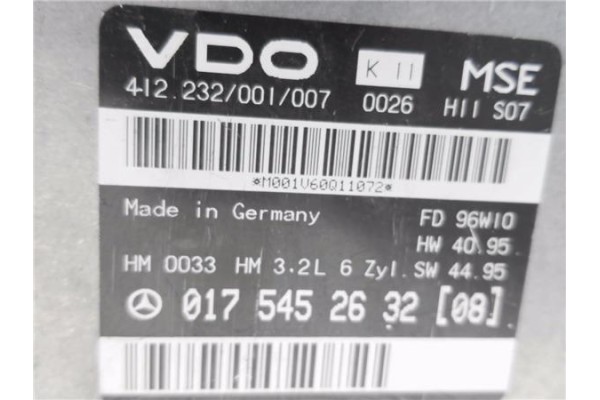 VDO K II MSE
412.232/001/007 0026 H11 S07
*M001V60Q11072*
Made in Germany FD 96W10
HW 40.95
HM 0033 HM 3.2L 6 Zyl. SW 44.95
017 545 26 32 [08]